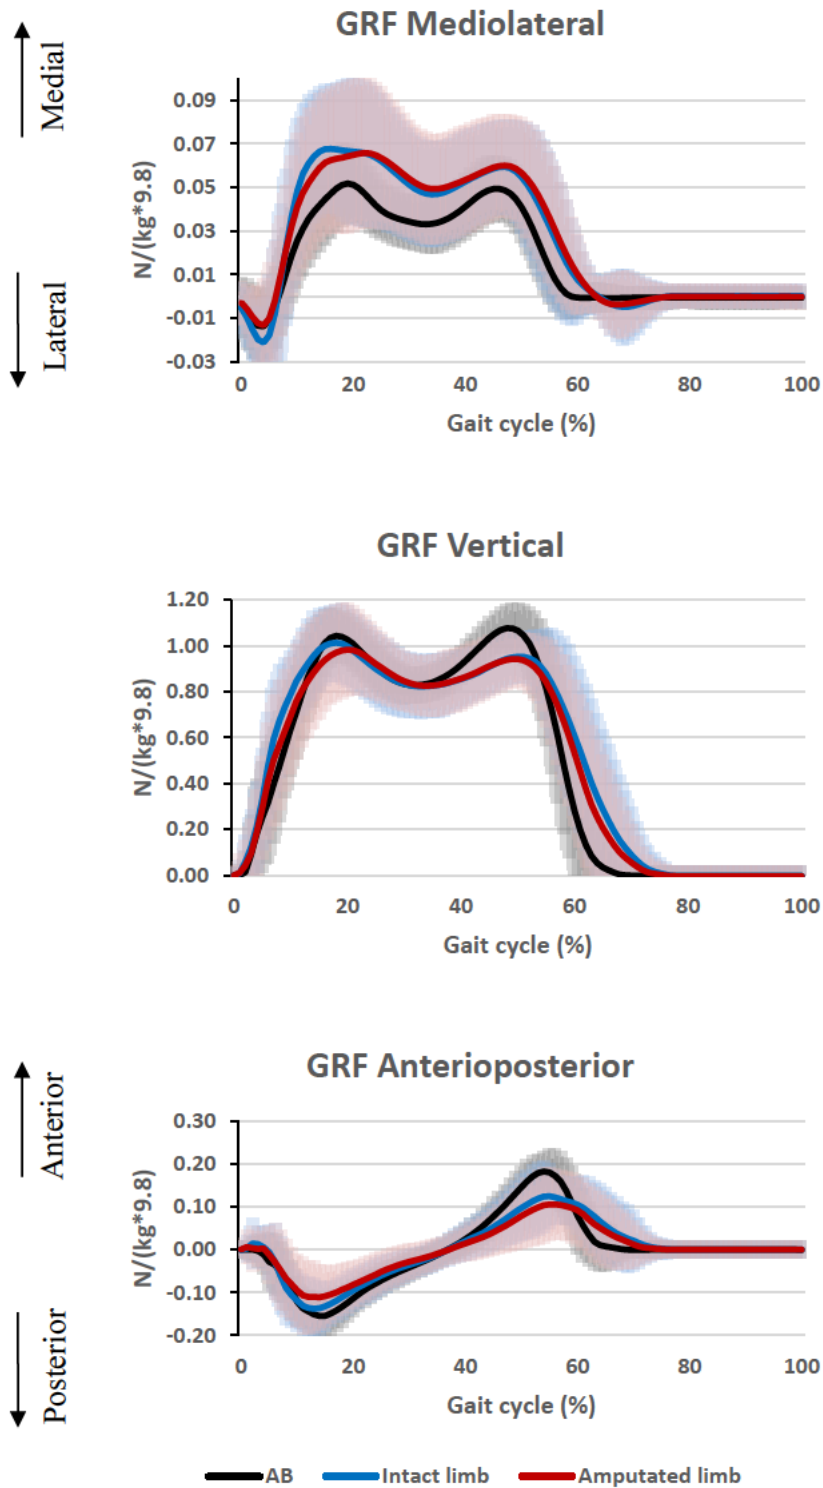 GRF Mediolateral
Medial
Lateral
N/(kg*9.8)
0.09
0.07
0.05
0.03
0.01
-0.01
-0.03
0 20 40 60 80 100
Gait cycle (%)
GRF Vertical
N/(kg*9.8)
1.20
1.00
0.80
0.60
0.40
0.20
0.00
0 20 40 60 80 100
Gait cycle (%)
GRF Anterioposterior
Anterior
Posterior
N/(kg*9.8)
0.30
0.20
0.10
0.00
-0.10
-0.20
0 20 40 60 80 100
Gait cycle (%)
AB Intact limb Amputated limb